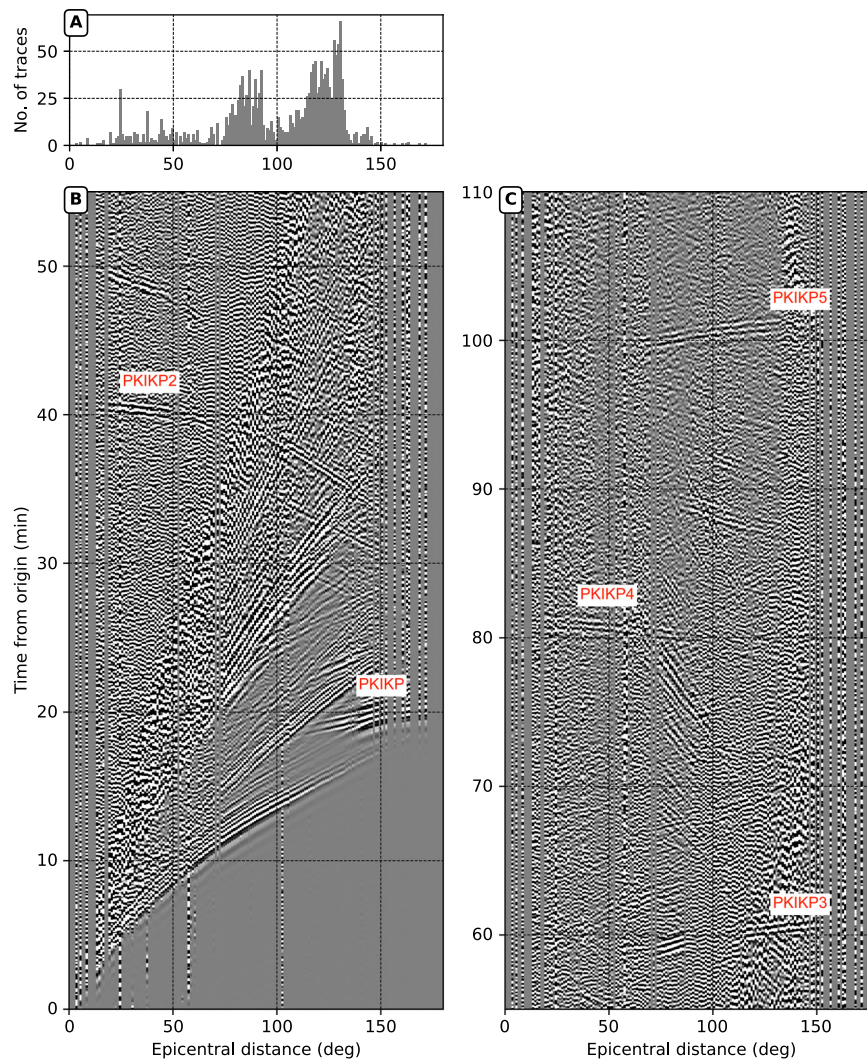 A
No. of traces
50
25
0
0 50 100 150
B
C
Time from origin (min)
50
40
30
20
10
0
PKIKP2
PKIKP
0 50 100 150
Epicentral distance (deg)
110
100
90
80
70
60
PKIKP5
PKIKP4
PKIKP3
0 50 100 150
Epicentral distance (deg)